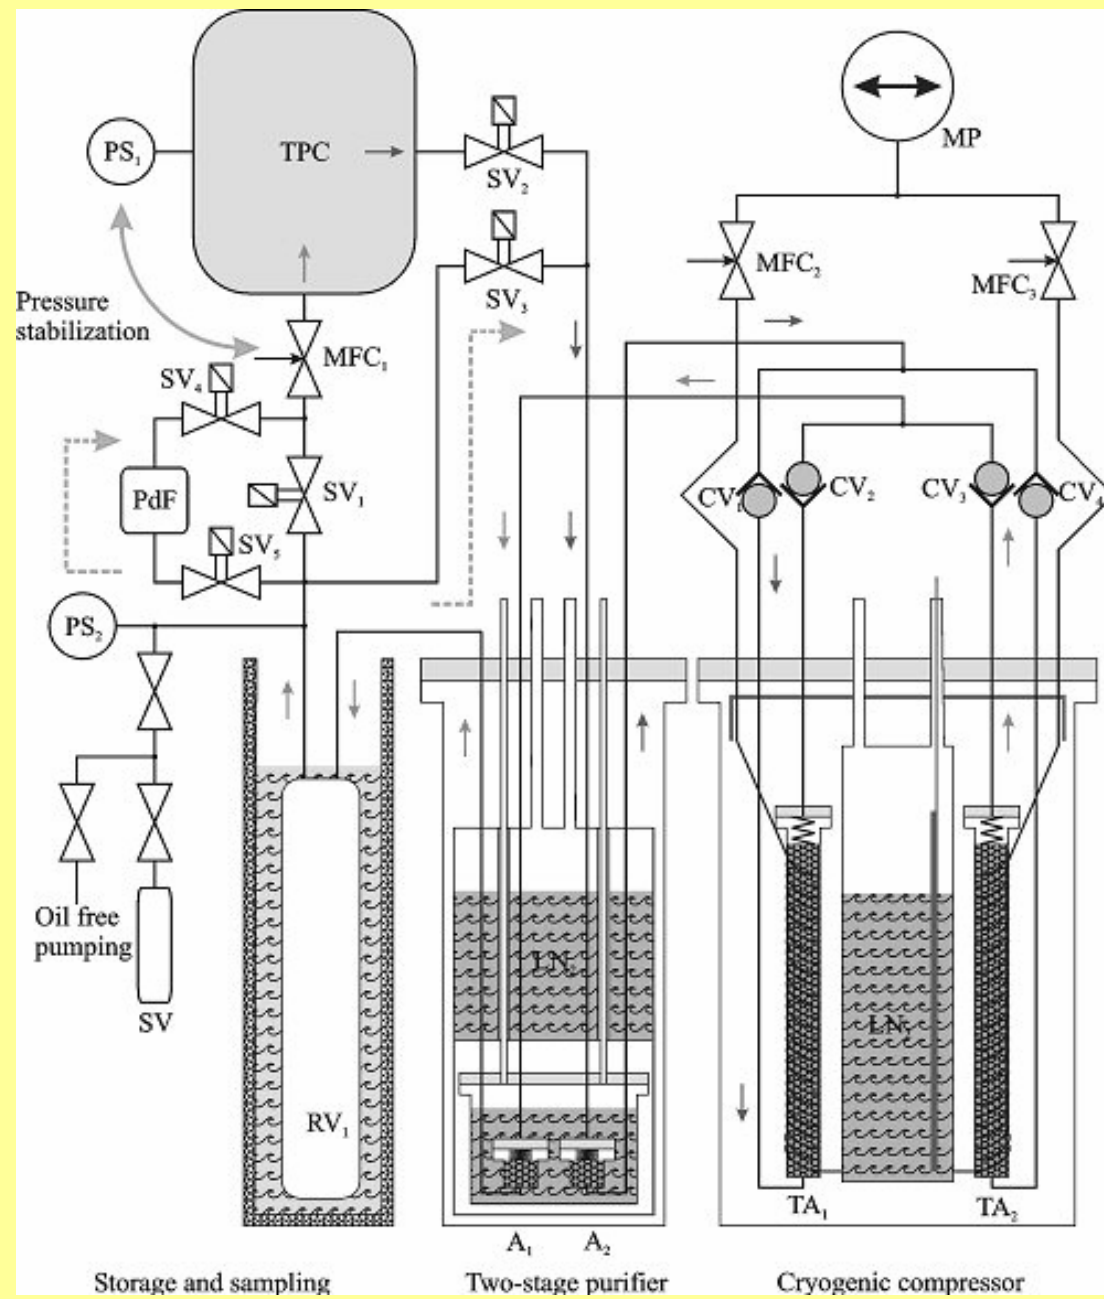 MP
PS₁
TPC
SV₂
MFC₂
MFC₃
SV₃
Pressure
stabilization
MFC₁
SV₄
PdF
SV₁
CV₁
CV₂
CV₃
CV₄
SV₅
PS₂
Oil free
pumping
LN₂
SV
LN₂
RV₁
TA₁
TA₂
A₁
A₂
Storage and sampling
Two-stage purifier
Cryogenic compressor